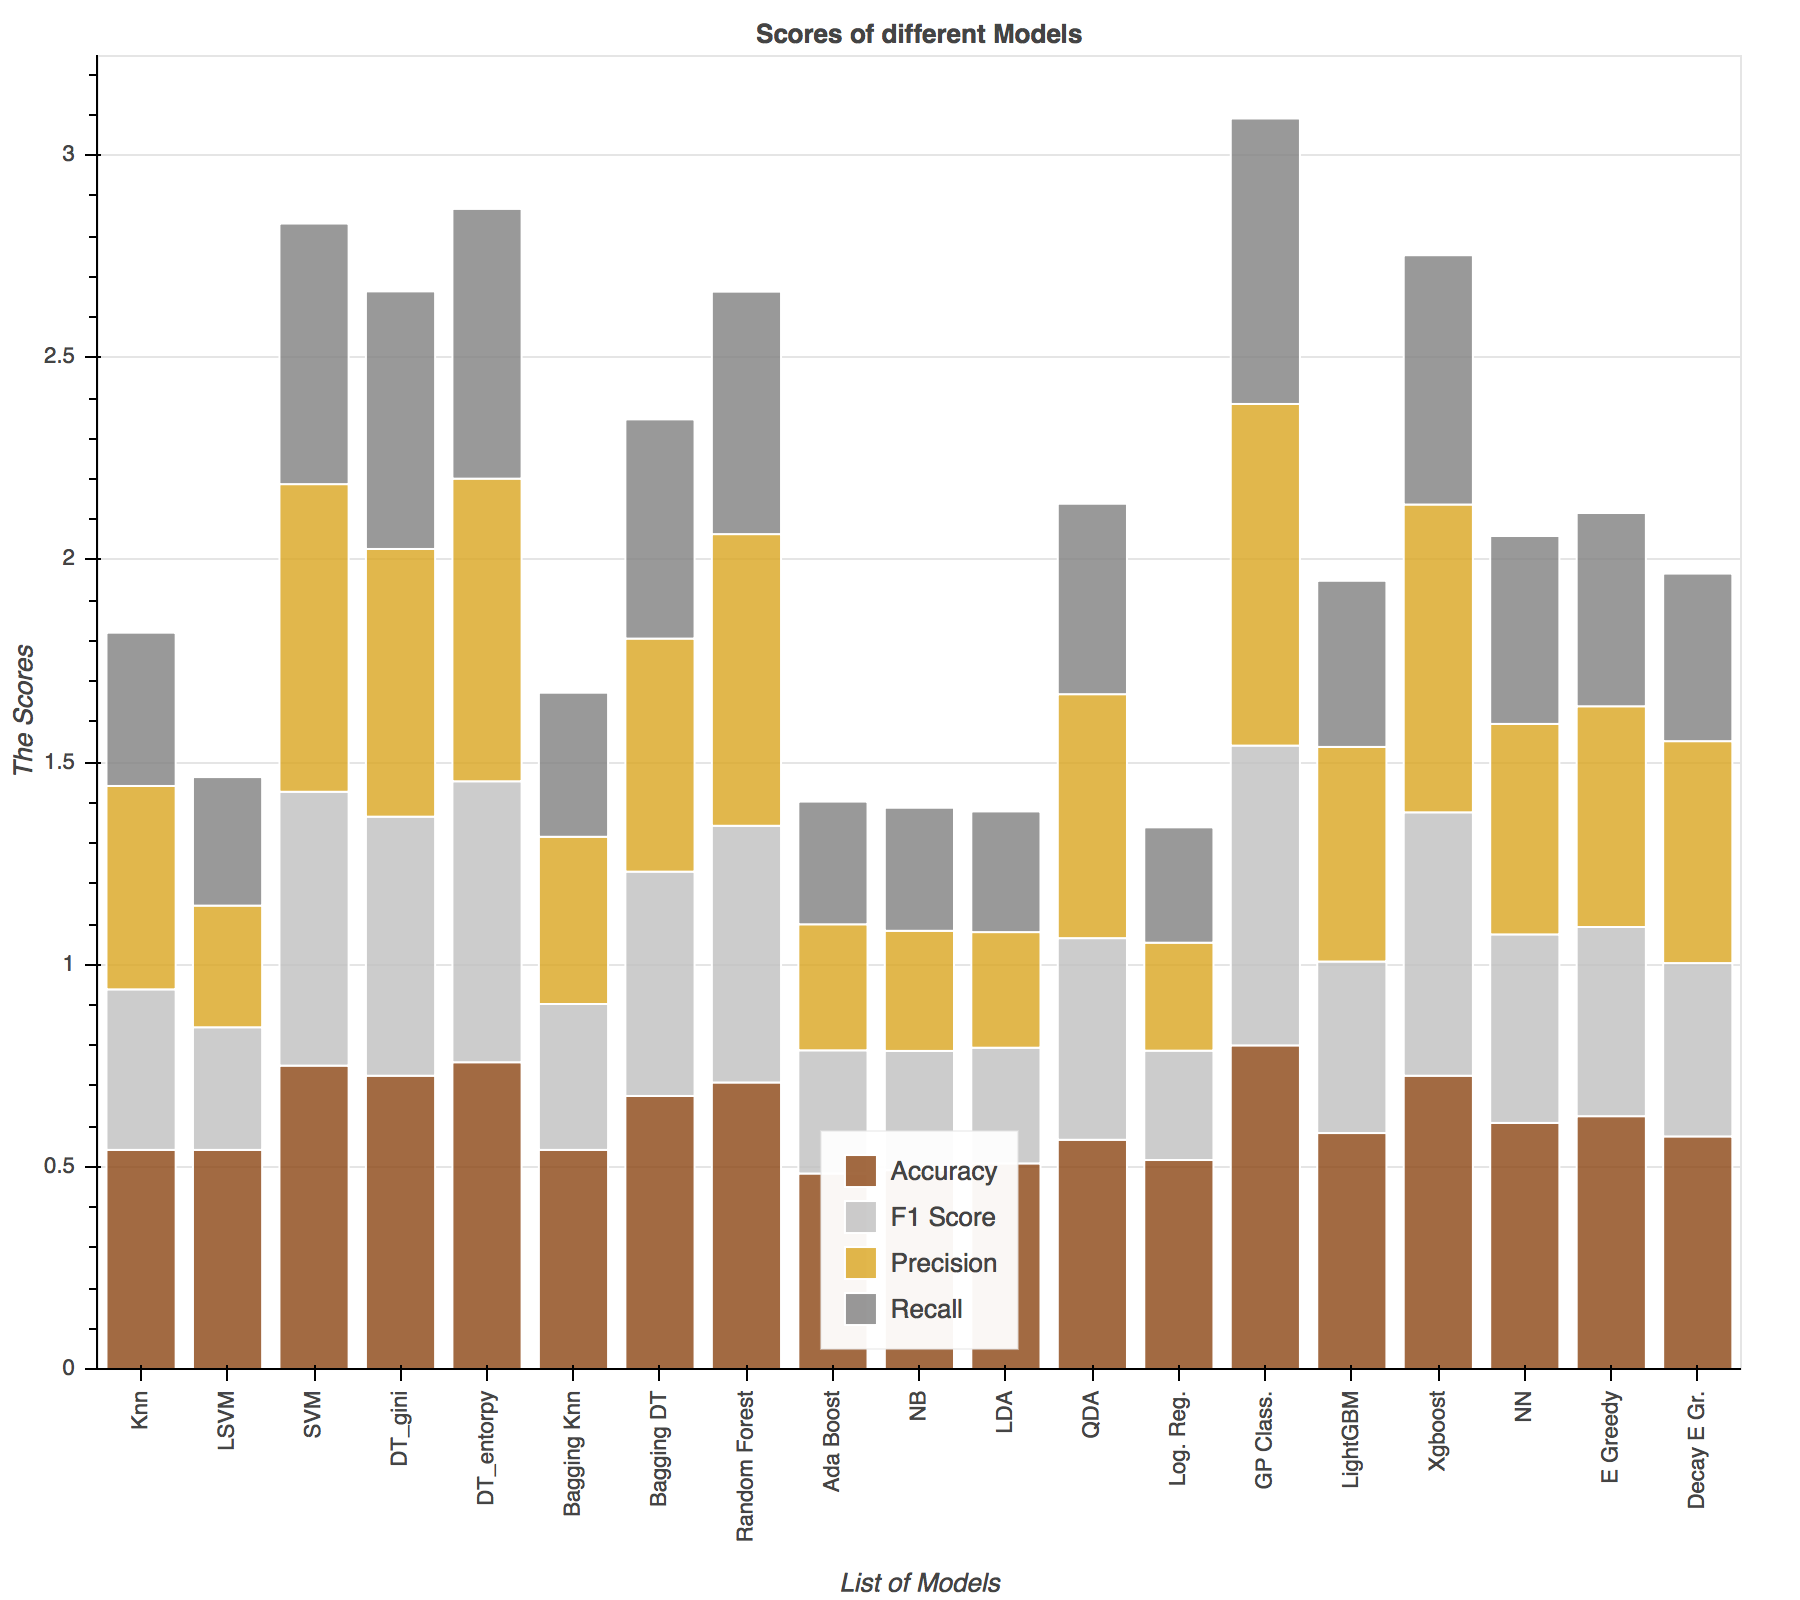 Scores of different Models
3
2.5
2
1.5
1
0.5
0
The Scores
Accuracy
F1 Score
Precision
Recall
Knn
LSVM
SVM
DT_gini
DT_entorpy
Bagging Knn
Bagging DT
Random Forest
Ada Boost
NB
LDA
QDA
Log. Reg.
GP Class.
LightGBM
Xgboost
NN
E Greedy
Decay E Gr.
List of Models